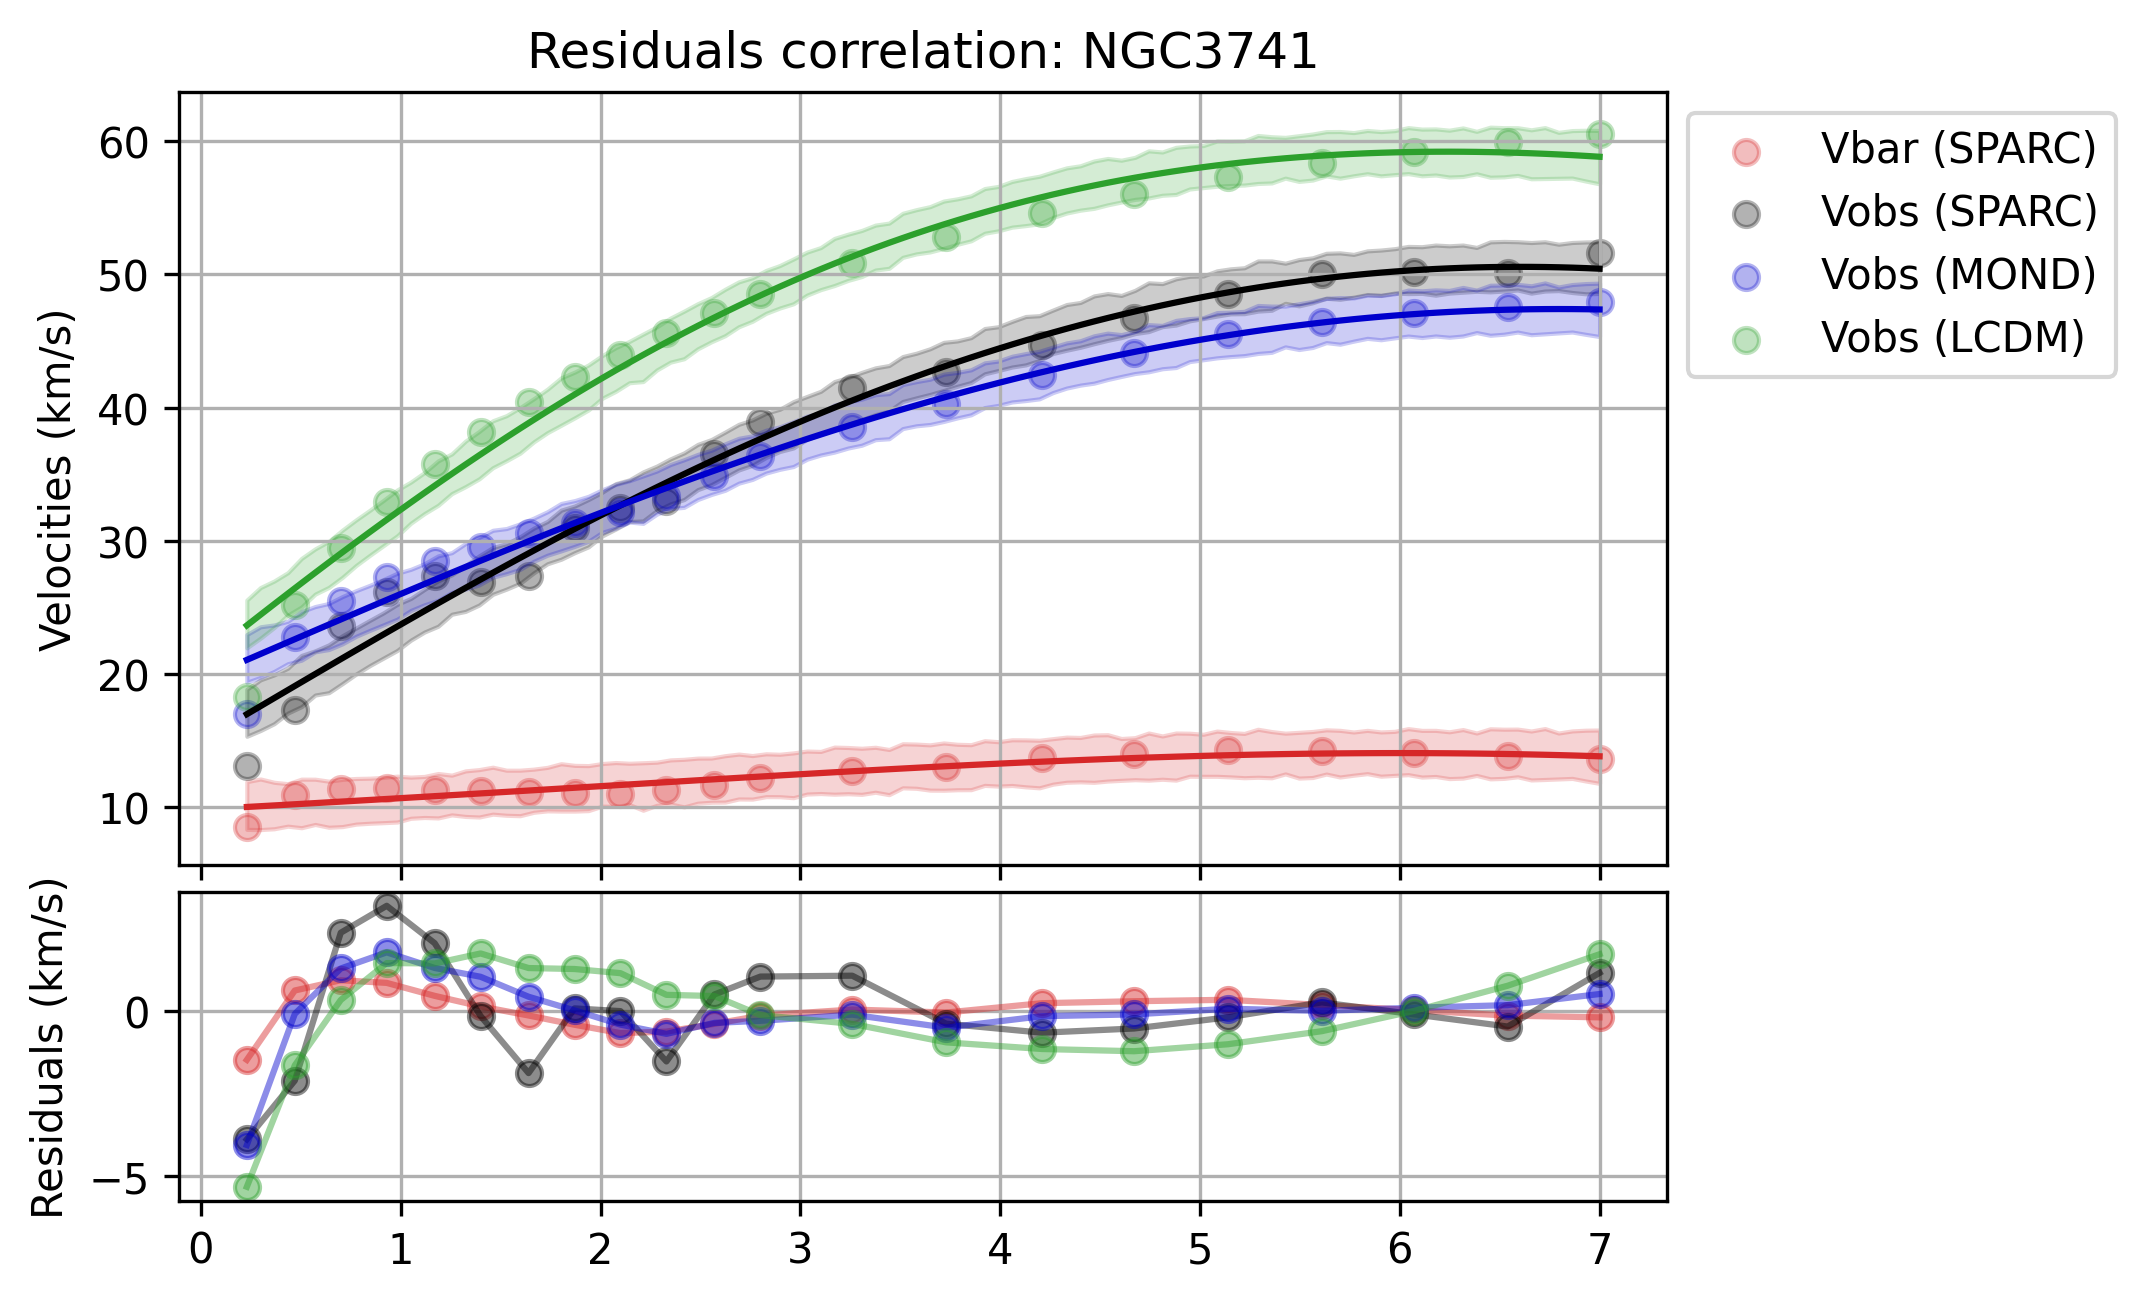 Residuals correlation: NGC3741
Velocities (km/s)
60
50
40
30
20
10
Vbar (SPARC)
Vobs (SPARC)
Vobs (MOND)
Vobs (LCDM)
Residuals (km/s)
0
−5
0 1 2 3 4 5 6 7